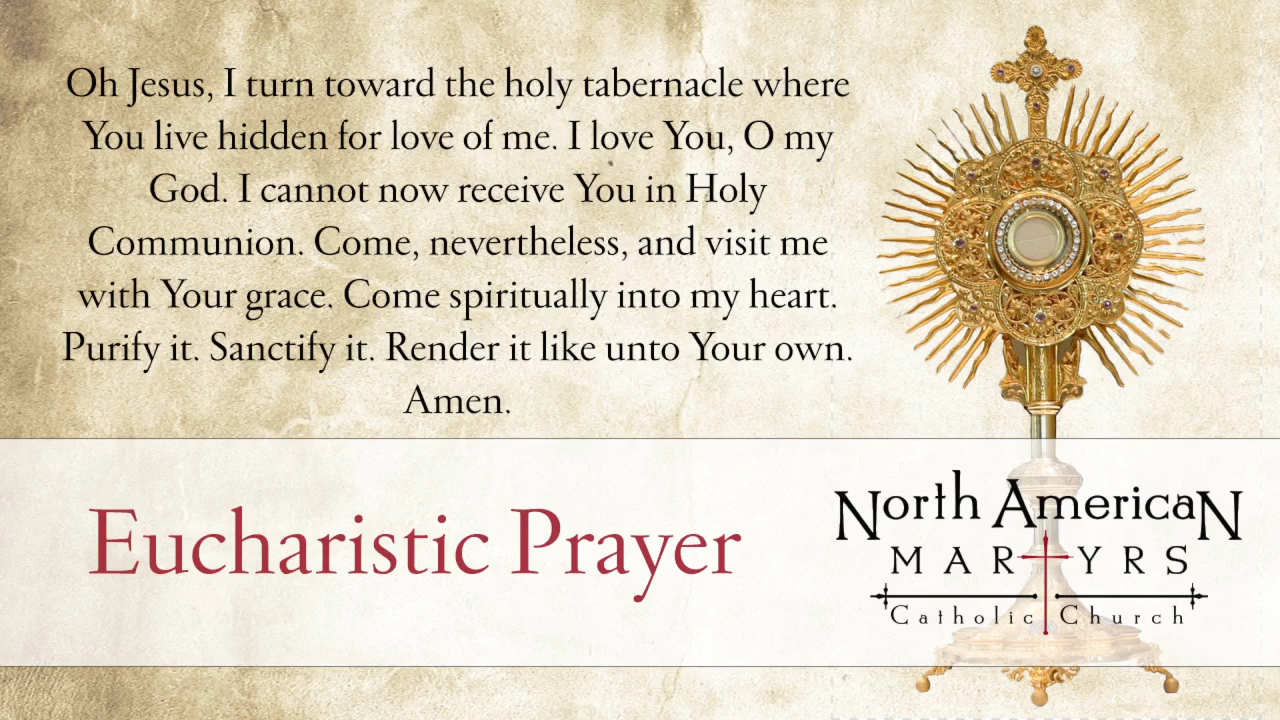 Oh Jesus, I turn toward the holy tabernacle where
You live hidden for love of me. I love You, O my
God. I cannot now receive You in Holy
Communion. Come, nevertheless, and visit me
with Your grace. Come spiritually into my heart.
Purify it. Sanctify it. Render it like unto Your own.
Amen.
Eucharistic Prayer
North American
MARTYRS
Catholic Church